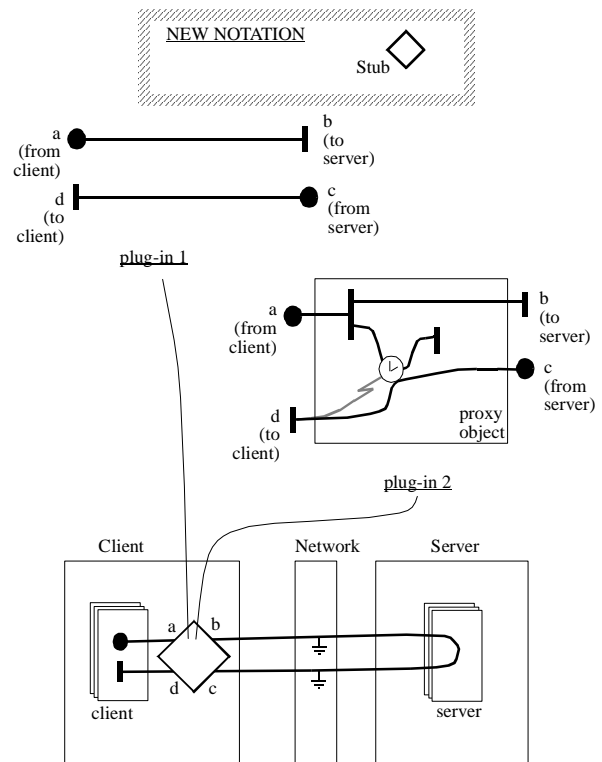 NEW NOTATION
Stub
a
(from
client)
b
(to
server)
d
(to
client)
c
(from
server)
plug-in 1
a
(from
client)
b
(to
server)
c
(from
server)
d
(to
client)
proxy
object
plug-in 2
Client
Network
Server
a
b
d
c
client
server